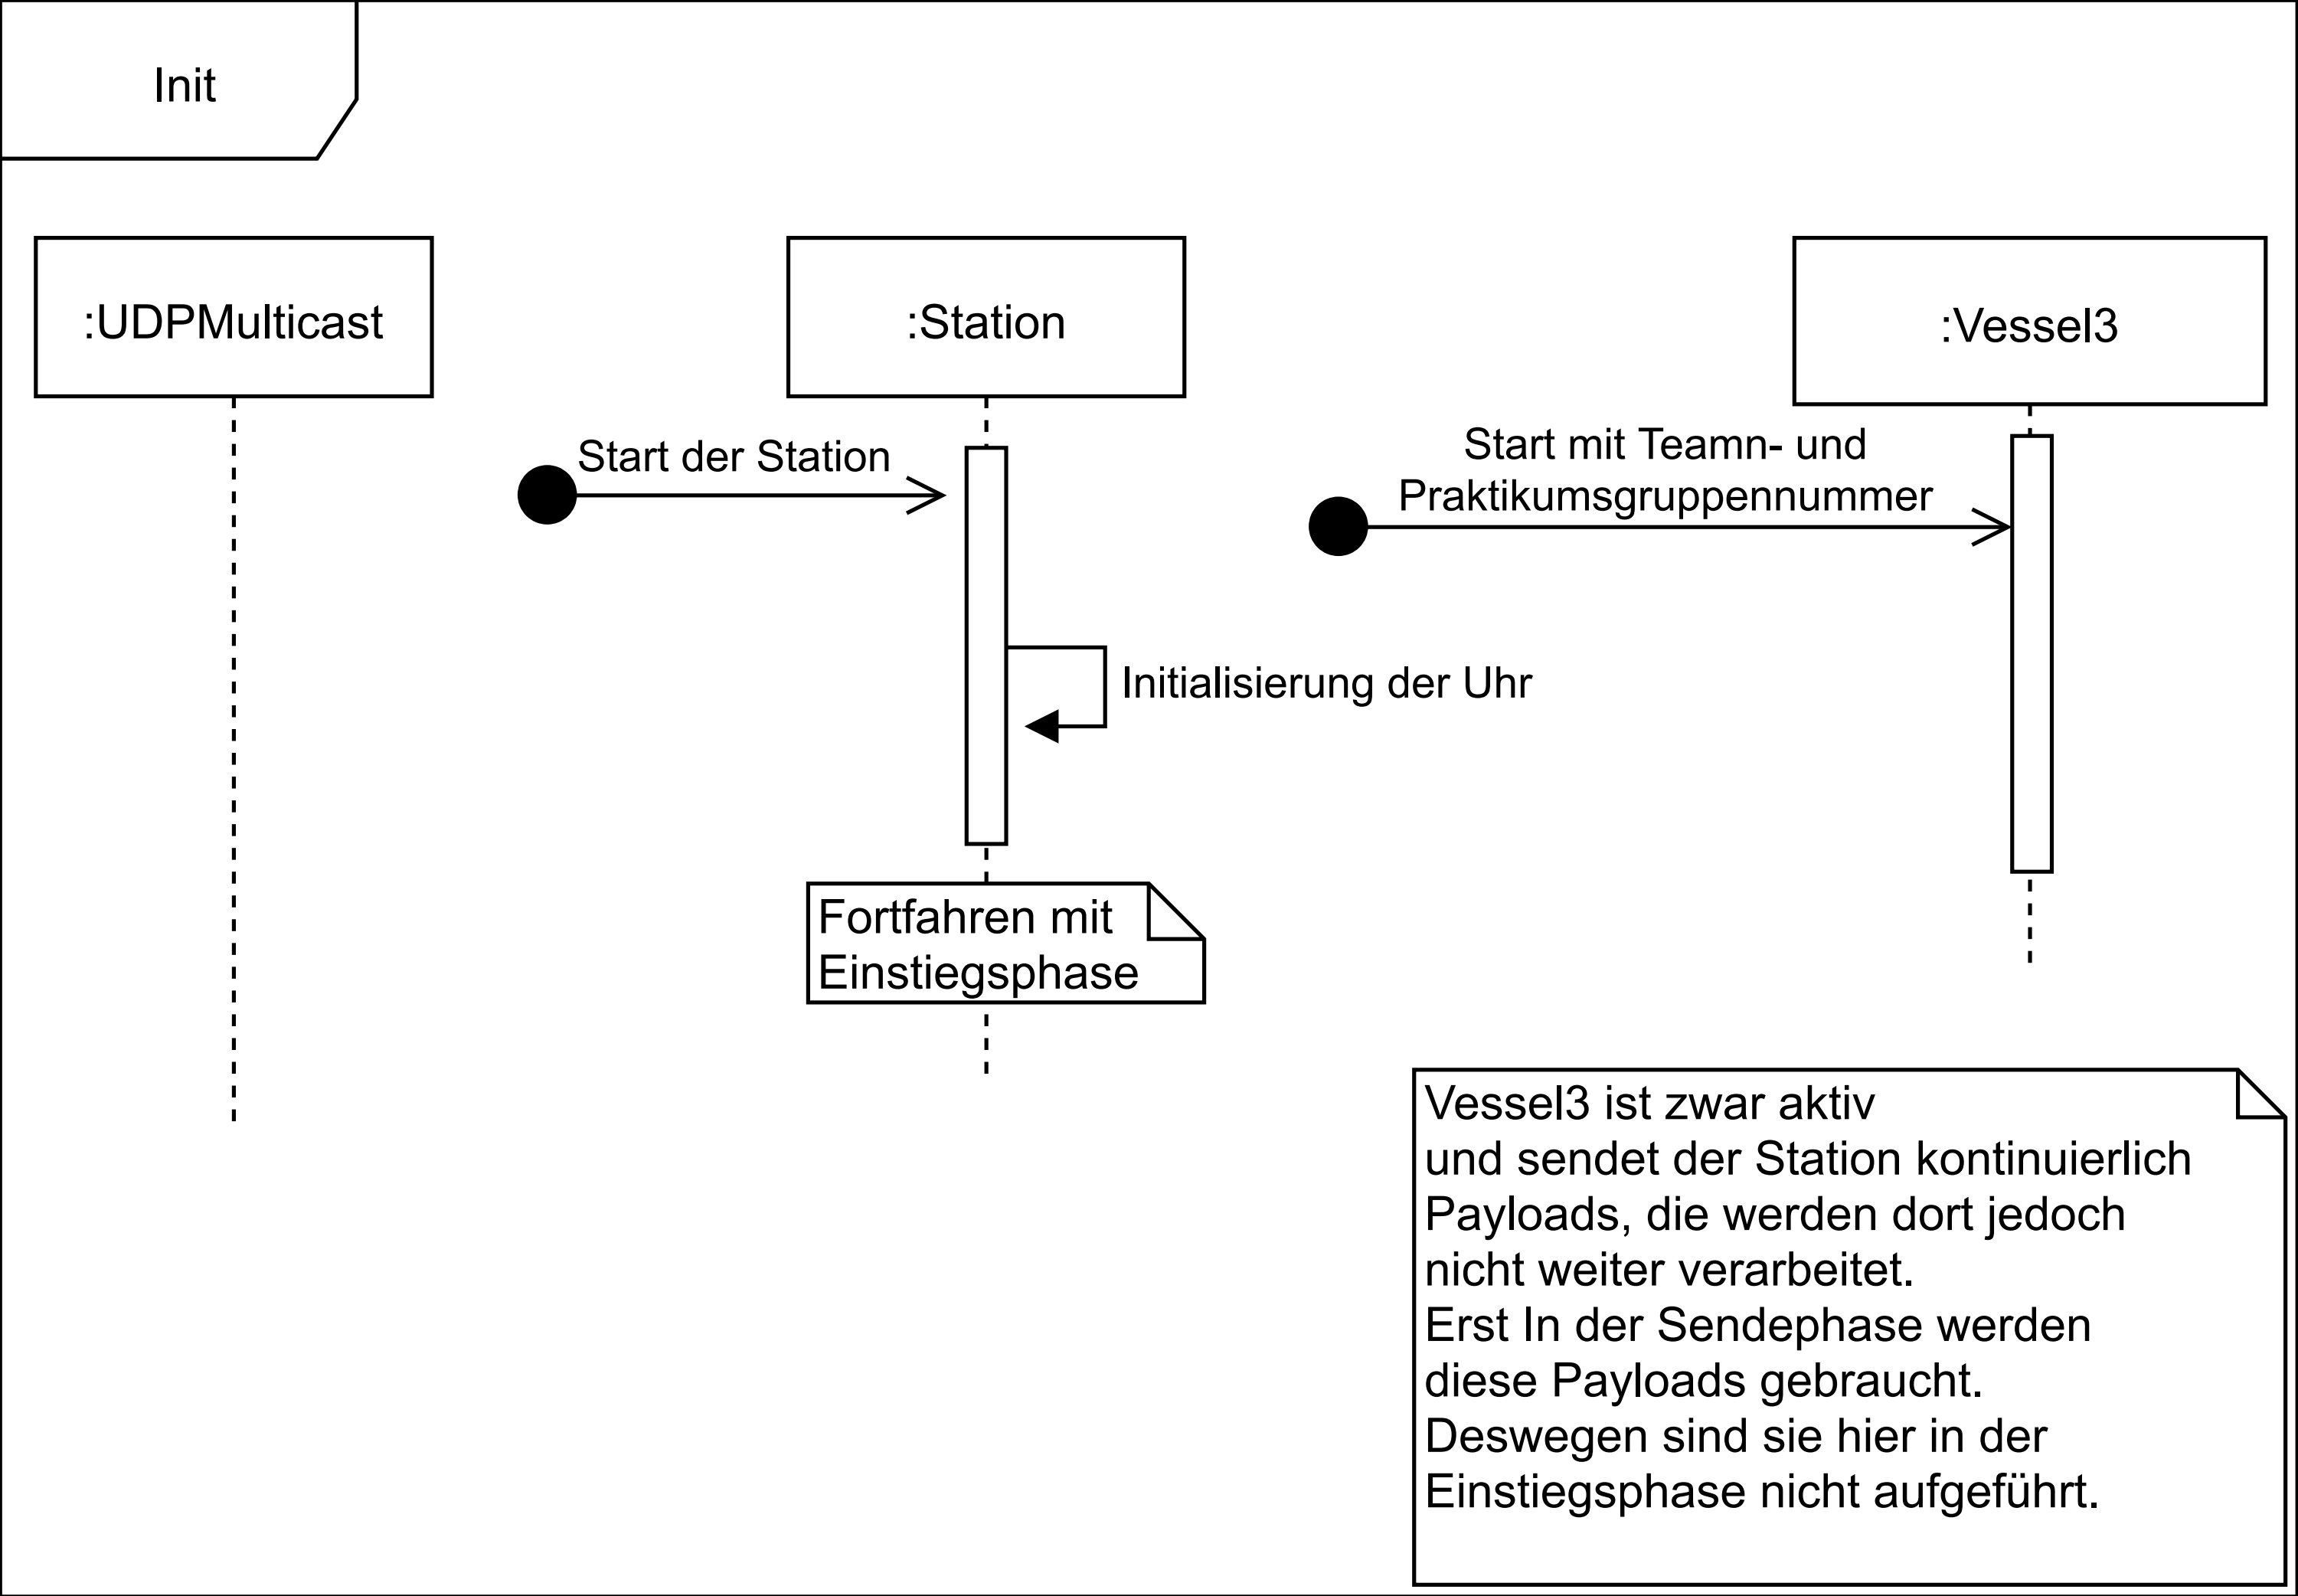 Init
:UDPMulticast
:Station
:Vessel3
Start der Station
Start mit Teamn- und
Praktikumsgruppennummer
Initialisierung der Uhr
Fortfahren mit
Einstiegsphase
Vessel3 ist zwar aktiv
und sendet der Station kontinuierlich
Payloads, die werden dort jedoch
nicht weiter verarbeitet.
Erst In der Sendephase werden
diese Payloads gebraucht.
Deswegen sind sie hier in der
Einstiegsphase nicht aufgeführt.